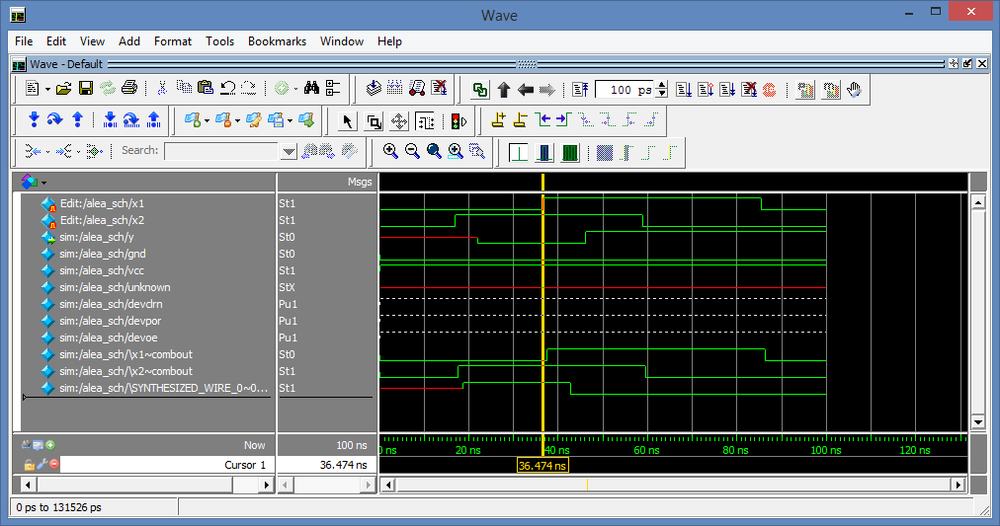 Wave
File Edit View Add Format Tools Bookmarks Window Help
Wave - Default
100 ps
Search:
Msgs
Edit:/alea_sch/x1 St1
Edit:/alea_sch/x2 St1
sim:/alea_sch/y St0
sim:/alea_sch/gnd St0
sim:/alea_sch/vcc St1
sim:/alea_sch/unknown StX
sim:/alea_sch/devclrn Pu1
sim:/alea_sch/devpor Pu1
sim:/alea_sch/devoe Pu1
sim:/alea_sch/\x1~combout St0
sim:/alea_sch/\x2~combout St1
sim:/alea_sch/\SYNTHESIZED_WIRE_0~0... St1
Now 100 ns 0 ns 20 ns 40 ns 60 ns 80 ns 100 ns 120 ns
Cursor 1 36.474 ns 36.474 ns
0 ps to 131526 ps